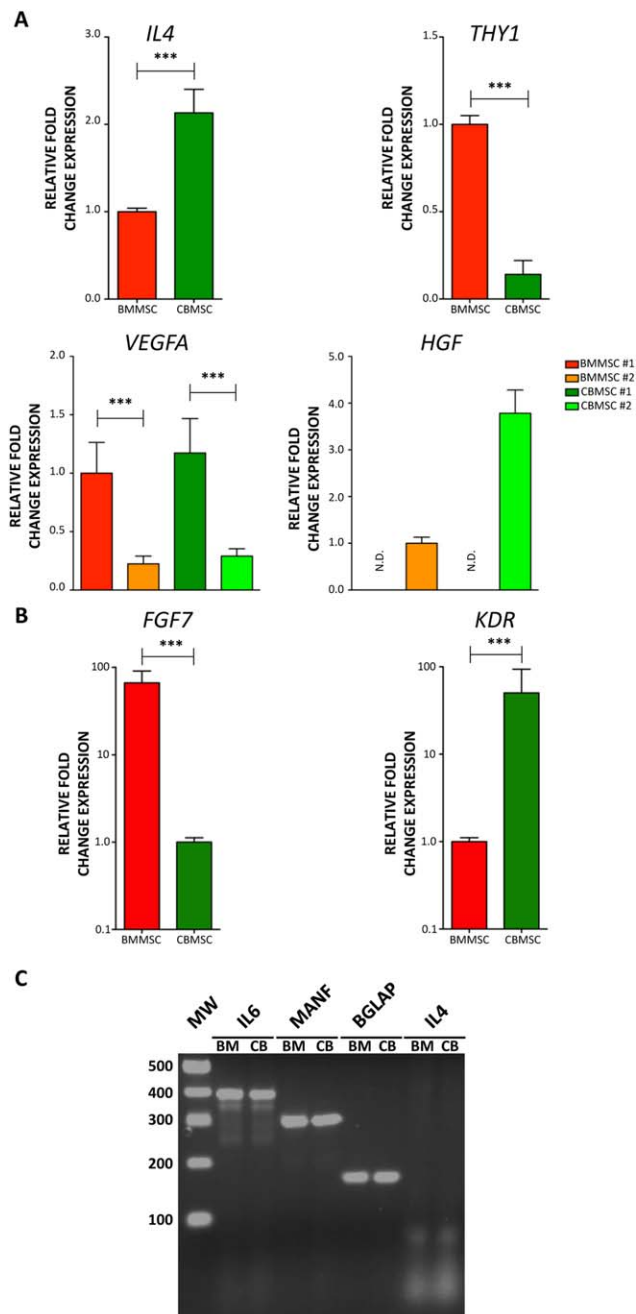 A
IL4
THY1
RELATIVE FOLD
CHANGE EXPRESSION
3.0
2.0
1.0
0.0
***
BMMSC
CBMSC
RELATIVE FOLD
CHANGE EXPRESSION
1.5
1.0
0.5
0.0
***
BMMSC
CBMSC
VEGFA
HGF
RELATIVE FOLD
CHANGE EXPRESSION
2.0
1.5
1.0
0.5
0.0
***
***
RELATIVE FOLD
CHANGE EXPRESSION
5.0
4.0
3.0
2.0
1.0
0.0
N.D.
N.D.
BMMSC #1
BMMSC #2
CBMSC #1
CBMSC #2
B
FGF7
KDR
RELATIVE FOLD
CHANGE EXPRESSION
100
10
1.0
0.1
***
BMMSC
CBMSC
RELATIVE FOLD
CHANGE EXPRESSION
100
10
1.0
0.1
***
BMMSC
CBMSC
C
MW IL6 MANF BGLAP IL4
BM CB BM CB BM CB BM CB
500
400
300
200
100